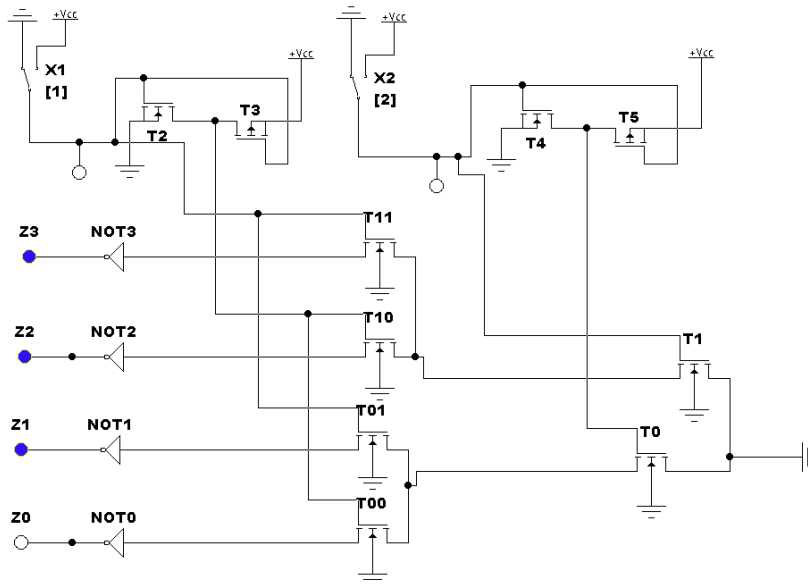 +Vcc
+Vcc
X1
[1]
+Vcc
X2
[2]
+Vcc
T3
T2
T5
T4
T11
Z3
NOT3
T10
Z2
NOT2
T1
T01
Z1
NOT1
T0
T00
Z0
NOT0